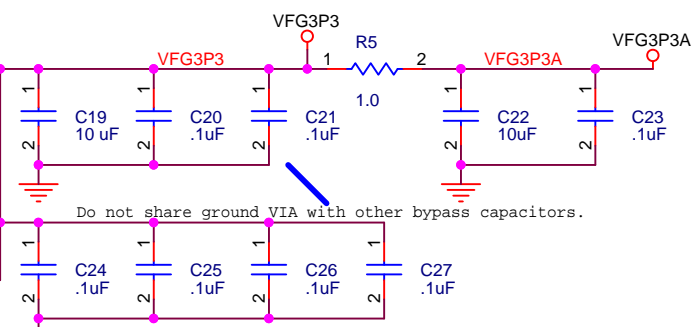 VFG3P3
VFG3P3A
R5
VFG3P3
1
2
VFG3P3A
1.0
1
1
1
1
1
C19
10 uF
C20
.1uF
C21
.1uF
C22
10uF
C23
.1uF
2
2
2
2
2
Do not share ground VIA with other bypass capacitors.
1
1
1
1
C24
.1uF
C25
.1uF
C26
.1uF
C27
.1uF
2
2
2
2